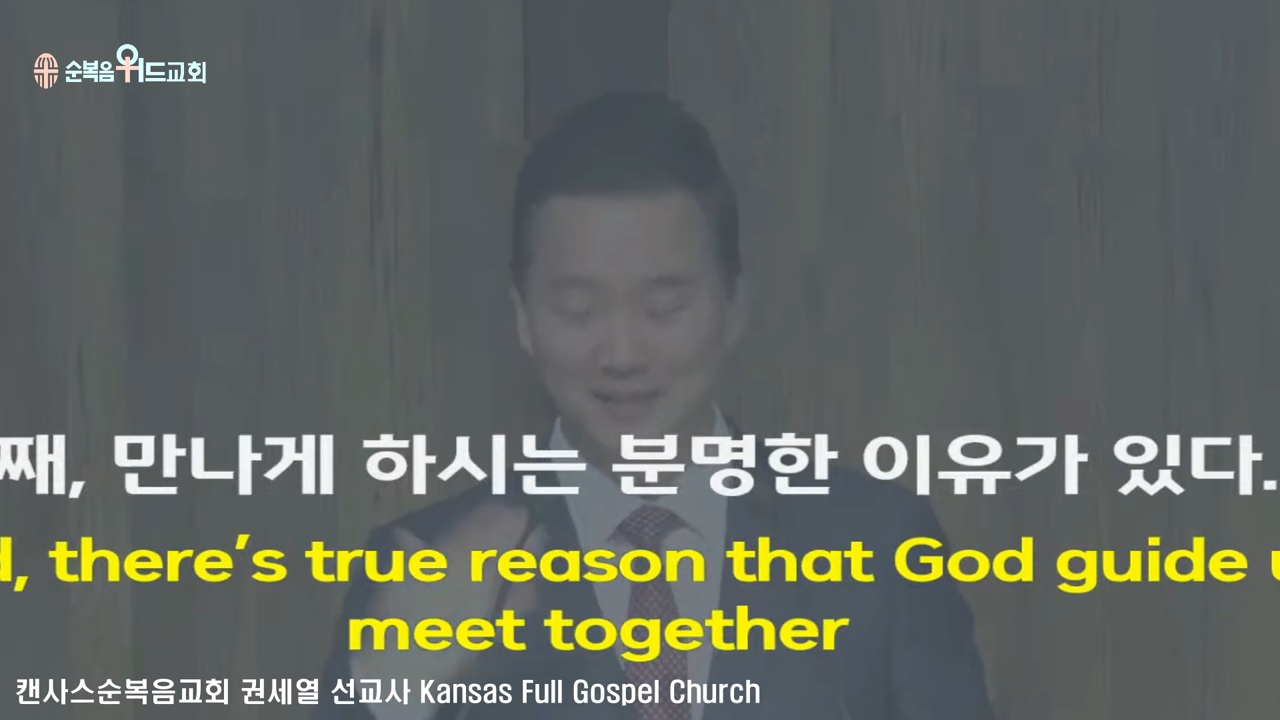 순복음위드교회
째, 만나게 하시는 분명한 이유가 있다.
d, there's true reason that God guide u
meet together
캔사스순복음교회 권세열 선교사 Kansas Full Gospel Church